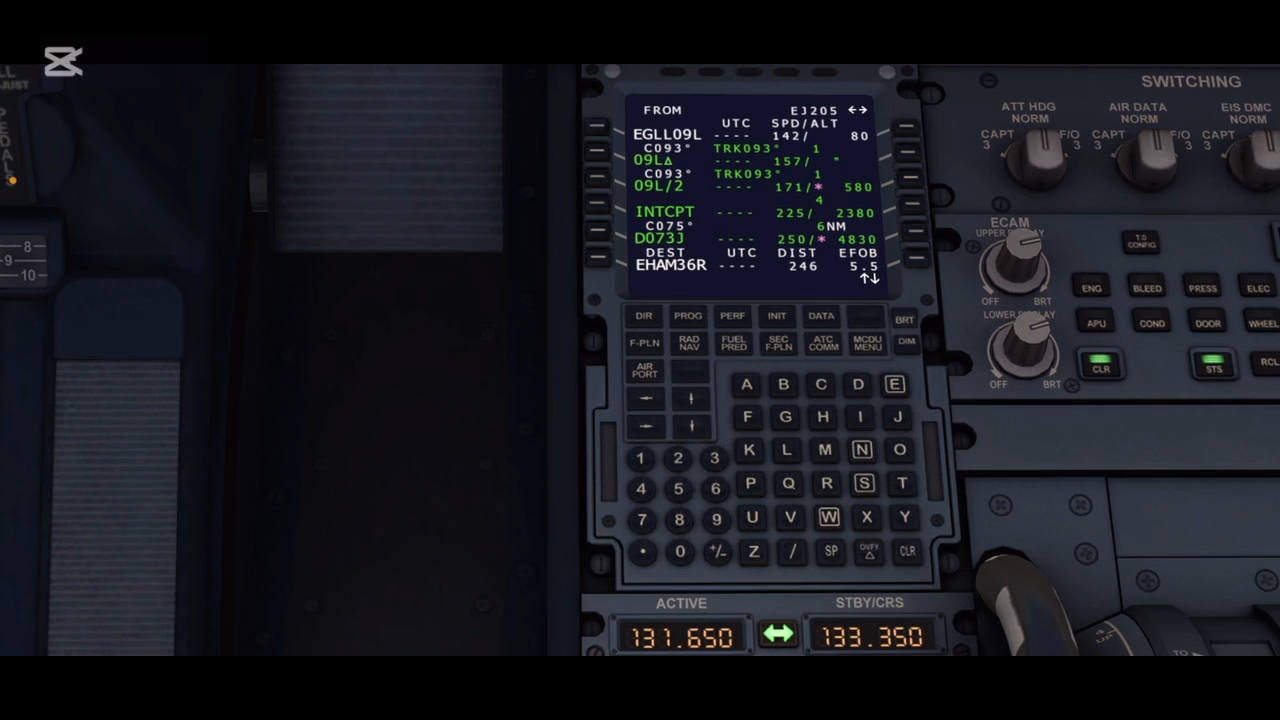 SWITCHING
ATT HDG
NORM
CAPT
3
F/O
3
AIR DATA
NORM
CAPT
3
F/O
3
EIS DMC
NORM
CAPT
3
FROM EJ205 ↔
UTC SPD/ALT
EGLL09L ---- 142/ 80
C093° TRK093° 1
09L∆ ---- 157/ "
C093° TRK093° 1
09L/2 ---- 171/* 580
4
INTCPT ---- 225/ 2380
C075° 6NM
D073J ---- 250/* 4830
DEST UTC DIST EFOB
EHAM36R ---- 246 5.5
↑↓
8
9
10
ECAM
UPPER DISPLAY
OFF BRT
LOWER DISPLAY
OFF BRT
T.O
CONFIG
ENG BLEED PRESS ELEC
APU COND DOOR WHEEL
CLR STS RCL
DIR PROG PERF INIT DATA BRT
F-PLN RAD NAV FUEL PRED SEC F-PLN ATC COMM MCDU MENU DIM
AIR PORT
← ↑
→ ↓
A B C D E
F G H I J
K L M N O
P Q R S T
U V W X Y
Z / SP OVFY △ CLR
1 2 3
4 5 6
7 8 9
. 0 +/-
ACTIVE STBY/CRS
131.650 133.350
UP
TO